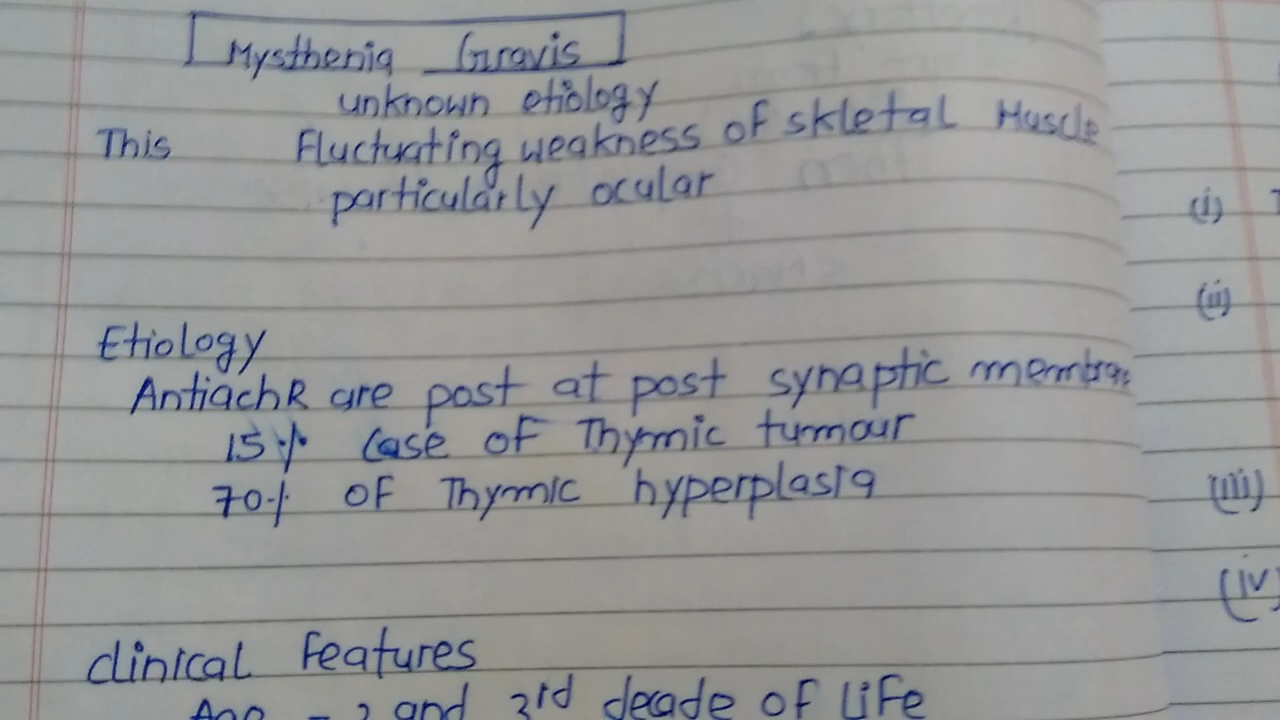 Mysthenia Gravis
unknown etiology
This Fluctuating weakness of skletal Muscle
particularly ocular
(i)
(ii)
Etiology
AntiachR are post at post synaptic membrane
15% case of Thymic tumour
70% of Thymic hyperplasia
(iii)
(iv)
clinical Features
Age - 2 and 3rd decade of life